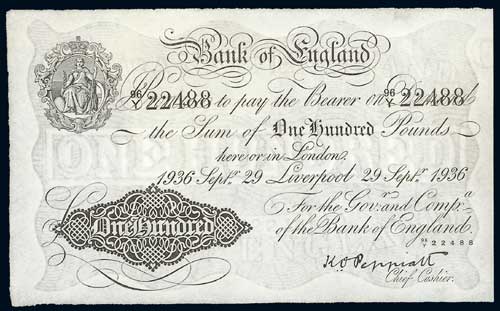 Bank of England
96/Y 22488 to pay the Bearer on 96/Y 22488
the Sum of One Hundred Pounds
here or in London.
1936 Septr. 29 Liverpool 29 Septr. 1936
For the Govr. and Compa.
of the Bank of England.
£ One Hundred
96/Y 22488
K O Peppiatt
Chief Cashier.